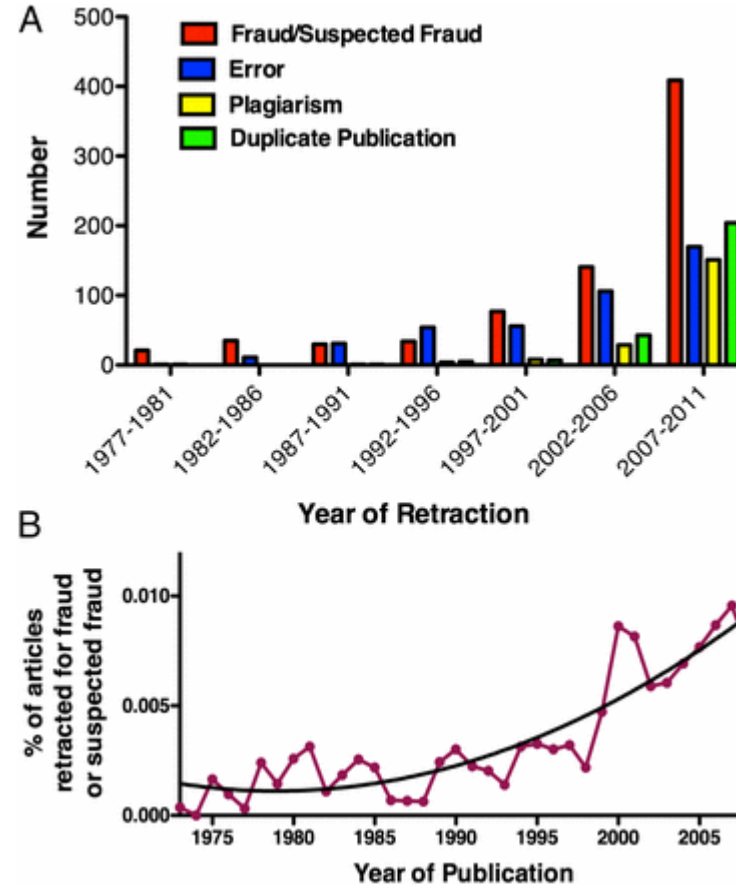 A
500
400
300
200
100
0
Number
Fraud/Suspected Fraud
Error
Plagiarism
Duplicate Publication
1977-1981
1982-1986
1987-1991
1992-1996
1997-2001
2002-2006
2007-2011
Year of Retraction
B
% of articles
retracted for fraud
or suspected fraud
0.010
0.005
0.000
1975
1980
1985
1990
1995
2000
2005
Year of Publication